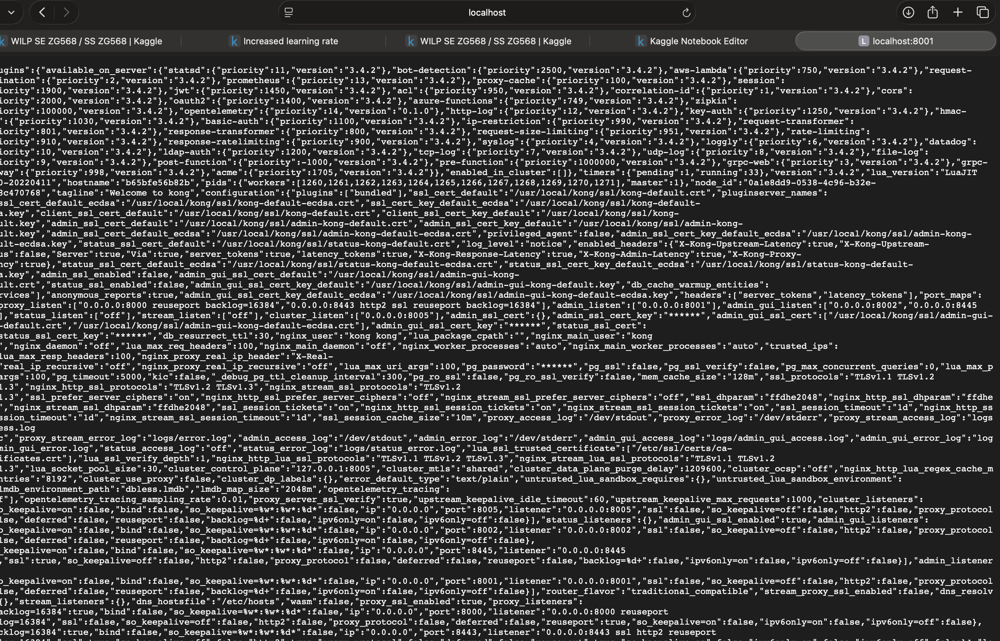 localhost
WILP SE ZG568 / SS ZG568 | Kaggle
Increased learning rate
WILP SE ZG568 / SS ZG568 | Kaggle
Kaggle Notebook Editor
L localhost:8001
ugins":{"available_on_server":{"statsd":{"priority":11,"version":"3.4.2"},"bot-detection":{"priority":2500,"version":"3.4.2"},"aws-lambda":{"priority":750,"version":"3.4.2"},"request-
ination":{"priority":2,"version":"3.4.2"},"prometheus":{"priority":13,"version":"3.4.2"},"proxy-cache":{"priority":100,"version":"3.4.2"},"session":
iority":1900,"version":"3.4.2"},"jwt":{"priority":1450,"version":"3.4.2"},"acl":{"priority":950,"version":"3.4.2"},"correlation-id":{"priority":1,"version":"3.4.2"},"cors":
iority":2000,"version":"3.4.2"},"oauth2":{"priority":1400,"version":"3.4.2"},"azure-functions":{"priority":749,"version":"3.4.2"},"zipkin":
iority":100000,"version":"3.4.2"},"opentelemetry":{"priority":14,"version":"0.1.0"},"http-log":{"priority":12,"version":"3.4.2"},"key-auth":{"priority":1250,"version":"3.4.2"},"hmac-
":{"priority":1030,"version":"3.4.2"},"basic-auth":{"priority":1100,"version":"3.4.2"},"ip-restriction":{"priority":990,"version":"3.4.2"},"request-transformer":
iority":801,"version":"3.4.2"},"response-transformer":{"priority":800,"version":"3.4.2"},"request-size-limiting":{"priority":951,"version":"3.4.2"},"rate-limiting":
iority":910,"version":"3.4.2"},"response-ratelimiting":{"priority":900,"version":"3.4.2"},"syslog":{"priority":4,"version":"3.4.2"},"loggly":{"priority":6,"version":"3.4.2"},"datadog":
iority":10,"version":"3.4.2"},"ldap-auth":{"priority":1200,"version":"3.4.2"},"tcp-log":{"priority":7,"version":"3.4.2"},"udp-log":{"priority":8,"version":"3.4.2"},"file-log":
iority":9,"version":"3.4.2"},"post-function":{"priority":-1000,"version":"3.4.2"},"pre-function":{"priority":1000000,"version":"3.4.2"},"grpc-web":{"priority":3,"version":"3.4.2"},"grpc-
way":{"priority":998,"version":"3.4.2"},"acme":{"priority":1705,"version":"3.4.2"}},"enabled_in_cluster":[]},"timers":{"pending":1,"running":33},"version":"3.4.2","lua_version":"LuaJIT
0-20220411","hostname":"b65bfe56b82b","pids":{"workers":[1260,1261,1262,1263,1264,1265,1266,1267,1268,1269,1270,1271],"master":1},"node_id":"0a1e8dd9-0538-4c96-b32e-
8c470768","tagline":"Welcome to kong","configuration":{"plugins":["bundled"],"ssl_cert_default":"/usr/local/kong/ssl/kong-default.crt","pluginserver_names":
ssl_cert_default_ecdsa":"/usr/local/kong/ssl/kong-default-ecdsa.crt","ssl_cert_key_default_ecdsa":"/usr/local/kong/ssl/kong-default-
a.key","client_ssl_cert_default":"/usr/local/kong/ssl/kong-default.crt","client_ssl_cert_key_default":"/usr/local/kong/ssl/kong-
ult.key","admin_ssl_cert_default":"/usr/local/kong/ssl/admin-kong-default.crt","admin_ssl_cert_key_default":"/usr/local/kong/ssl/admin-kong-
ult.key","admin_ssl_cert_default_ecdsa":"/usr/local/kong/ssl/admin-kong-default-ecdsa.crt","privileged_agent":false,"admin_ssl_cert_key_default_ecdsa":"/usr/local/kong/ssl/admin-kong-
ult-ecdsa.key","status_ssl_cert_default":"/usr/local/kong/ssl/status-kong-default.crt","log_level":"notice","enabled_headers":{"X-Kong-Upstream-Latency":true,"X-Kong-Upstream-
us":false,"Server":true,"Via":true,"server_tokens":true,"latency_tokens":true,"X-Kong-Response-Latency":true,"X-Kong-Admin-Latency":true,"X-Kong-Proxy-
ncy":true},"status_ssl_cert_default_ecdsa":"/usr/local/kong/ssl/status-kong-default-ecdsa.crt","status_ssl_cert_key_default_ecdsa":"/usr/local/kong/ssl/status-kong-default-
a.key","admin_ssl_enabled":false,"admin_gui_ssl_cert_default":"/usr/local/kong/ssl/admin-gui-kong-
ult.crt","status_ssl_enabled":false,"admin_gui_ssl_cert_key_default":"/usr/local/kong/ssl/admin-gui-kong-default.key","db_cache_warmup_entities":
rvices"],"anonymous_reports":true,"admin_gui_ssl_cert_key_default_ecdsa":"/usr/local/kong/ssl/admin-gui-kong-default-ecdsa.key","headers":["server_tokens","latency_tokens"],"port_maps":
proxy_listen":["0.0.0.0:8000 reuseport backlog=16384","0.0.0.0:8443 http2 ssl reuseport backlog=16384"],"admin_listen":["0.0.0.0:8001"],"admin_gui_listen":["0.0.0.0:8002","0.0.0.0:8445
],"status_listen":["off"],"stream_listen":["off"],"cluster_listen":["0.0.0.0:8005"],"admin_ssl_cert":{},"admin_ssl_cert_key":"******","admin_gui_ssl_cert":["/usr/local/kong/ssl/admin-gui-
-default.crt","/usr/local/kong/ssl/admin-gui-kong-default-ecdsa.crt"],"admin_gui_ssl_cert_key":"******","status_ssl_cert":
status_ssl_cert_key":"******","db_resurrect_ttl":30,"nginx_user":"kong kong","lua_package_cpath":"","nginx_main_user":"kong
","nginx_daemon":"off","lua_max_req_headers":100,"nginx_main_daemon":"off","nginx_worker_processes":"auto","nginx_main_worker_processes":"auto","trusted_ips":
lua_max_resp_headers":100,"nginx_proxy_real_ip_header":"X-Real-
"real_ip_recursive":"off","nginx_proxy_real_ip_recursive":"off","lua_max_uri_args":100,"pg_password":"******","pg_ssl":false,"pg_ssl_verify":false,"pg_max_concurrent_queries":0,"lua_max_p
args":100,"pg_timeout":5000,"kic":false,"_debug_pg_ttl_cleanup_interval":300,"pg_ro_ssl":false,"pg_ro_ssl_verify":false,"mem_cache_size":"128m","ssl_protocols":"TLSv1.1 TLSv1.2
1.3","nginx_http_ssl_protocols":"TLSv1.2 TLSv1.3","nginx_stream_ssl_protocols":"TLSv1.2
1.3","ssl_prefer_server_ciphers":"on","nginx_http_ssl_prefer_server_ciphers":"off","nginx_stream_ssl_prefer_server_ciphers":"off","ssl_dhparam":"ffdhe2048","nginx_http_ssl_dhparam":"ffdhe
","nginx_stream_ssl_dhparam":"ffdhe2048","ssl_session_tickets":"on","nginx_http_ssl_session_tickets":"on","nginx_stream_ssl_session_tickets":"on","ssl_session_timeout":"1d","nginx_http_ss
ssion_timeout":"1d","nginx_stream_ssl_session_timeout":"1d","ssl_session_cache_size":"10m","proxy_access_log":"/dev/stdout","proxy_error_log":"/dev/stderr","proxy_stream_access_log":"logs
ess.log
c","proxy_stream_error_log":"logs/error.log","admin_access_log":"/dev/stdout","admin_error_log":"/dev/stderr","admin_gui_access_log":"logs/admin_gui_access.log","admin_gui_error_log":"log
min_gui_error.log","status_access_log":"off","status_error_log":"logs/status_error.log","lua_ssl_trusted_certificate":["/etc/ssl/certs/ca-
ificates.crt"],"lua_ssl_verify_depth":1,"nginx_http_lua_ssl_protocols":"TLSv1.1 TLSv1.2 TLSv1.3","nginx_stream_lua_ssl_protocols":"TLSv1.1 TLSv1.2
1.3","lua_socket_pool_size":30,"cluster_control_plane":"127.0.0.1:8005","cluster_mtls":"shared","cluster_data_plane_purge_delay":1209600,"cluster_ocsp":"off","nginx_http_lua_regex_cache_m
ntries":"8192","cluster_use_proxy":false,"cluster_dp_labels":{},"error_default_type":"text/plain","untrusted_lua_sandbox_requires":{},"untrusted_lua_sandbox_environment":
lmdb_environment_path":"dbless.lmdb","lmdb_map_size":"2048m","opentelemetry_tracing":
f"],"opentelemetry_tracing_sampling_rate":0.01,"proxy_server_ssl_verify":true,"upstream_keepalive_idle_timeout":60,"upstream_keepalive_max_requests":1000,"cluster_listeners":
o_keepalive=on":false,"bind":false,"so_keepalive=%w*:%w*:%d*":false,"ip":"0.0.0.0","port":8005,"listener":"0.0.0.0:8005","ssl":false,"so_keepalive=off":false,"http2":false,"proxy_protocol
lse,"deferred":false,"reuseport":false,"backlog=%d+":false,"ipv6only=on":false,"ipv6only=off":false}],"status_listeners":{},"admin_gui_ssl_enabled":true,"admin_gui_listeners":
o_keepalive=on":false,"bind":false,"so_keepalive=%w*:%w*:%d*":false,"ip":"0.0.0.0","port":8002,"listener":"0.0.0.0:8002","ssl":false,"so_keepalive=off":false,"http2":false,"proxy_protocol
lse,"deferred":false,"reuseport":false,"backlog=%d+":false,"ipv6only=on":false,"ipv6only=off":false},
_keepalive=on":false,"bind":false,"so_keepalive=%w*:%w*:%d*":false,"ip":"0.0.0.0","port":8445,"listener":"0.0.0.0:8445
,"ssl":true,"so_keepalive=off":false,"http2":false,"proxy_protocol":false,"deferred":false,"reuseport":false,"backlog=%d+":false,"ipv6only=on":false,"ipv6only=off":false}],"admin_listener
o_keepalive=on":false,"bind":false,"so_keepalive=%w*:%w*:%d*":false,"ip":"0.0.0.0","port":8001,"listener":"0.0.0.0:8001","ssl":false,"so_keepalive=off":false,"http2":false,"proxy_protocol
lse,"deferred":false,"reuseport":false,"backlog=%d+":false,"ipv6only=on":false,"ipv6only=off":false}],"router_flavor":"traditional_compatible","stream_proxy_ssl_enabled":false,"dns_resolv
{},"stream_listeners":{},"dns_hostsfile":"/etc/hosts","wasm":false,"proxy_ssl_enabled":true,"proxy_listeners":
acklog=16384":true,"bind":false,"so_keepalive=%w*:%w*:%d*":false,"ip":"0.0.0.0","port":8000,"listener":"0.0.0.0:8000 reuseport
log=16384","ssl":false,"so_keepalive=off":false,"http2":false,"proxy_protocol":false,"deferred":false,"reuseport":true,"so_keepalive=on":false,"ipv6only=on":false,"ipv6only=off":false},
cklog=16384":true,"bind":false,"so_keepalive=%w*:%w*:%d*":false,"ip":"0.0.0.0","port":8443,"listener":"0.0.0.0:8443 ssl http2 reuseport